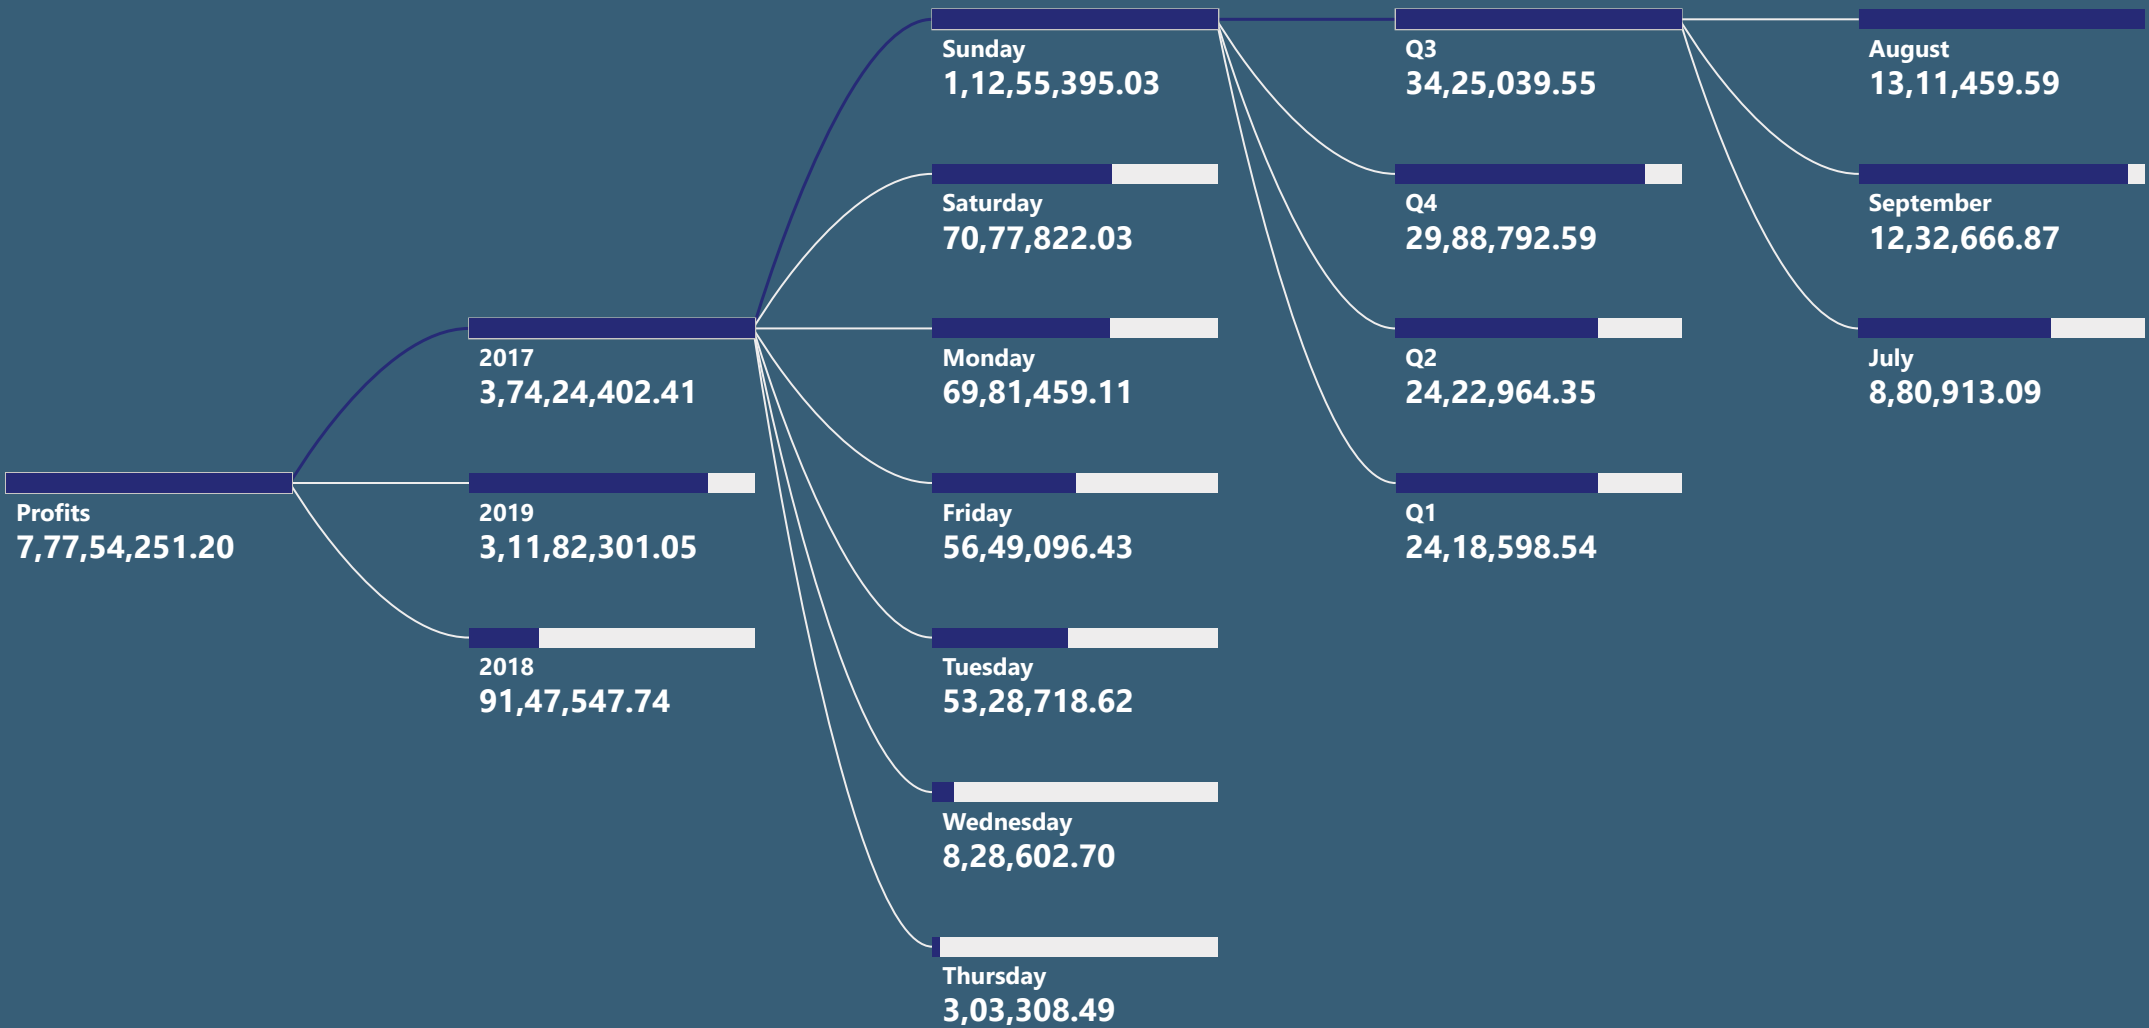 Profits
7,77,54,251.20
2017
3,74,24,402.41
2019
3,11,82,301.05
2018
91,47,547.74
Sunday
1,12,55,395.03
Saturday
70,77,822.03
Monday
69,81,459.11
Friday
56,49,096.43
Tuesday
53,28,718.62
Wednesday
8,28,602.70
Thursday
3,03,308.49
Q3
34,25,039.55
Q4
29,88,792.59
Q2
24,22,964.35
Q1
24,18,598.54
August
13,11,459.59
September
12,32,666.87
July
8,80,913.09